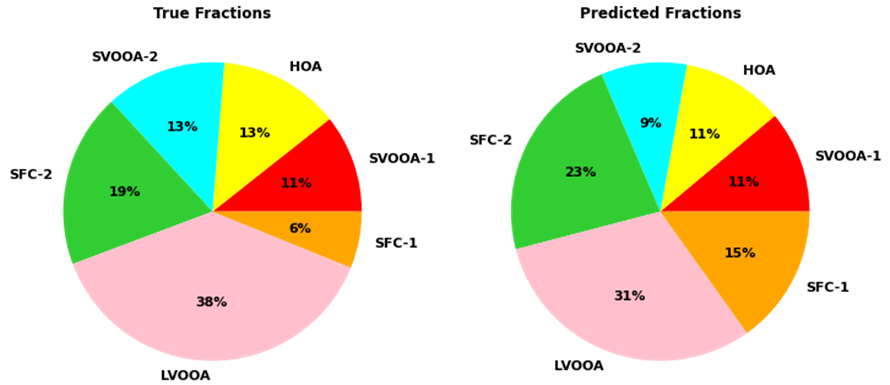 True Fractions
SVOOA-2
HOA
13%
13%
SVOOA-1
11%
SFC-2
19%
6%
SFC-1
38%
LVOOA
Predicted Fractions
SVOOA-2
HOA
9%
11%
SVOOA-1
11%
SFC-2
23%
15%
SFC-1
31%
LVOOA